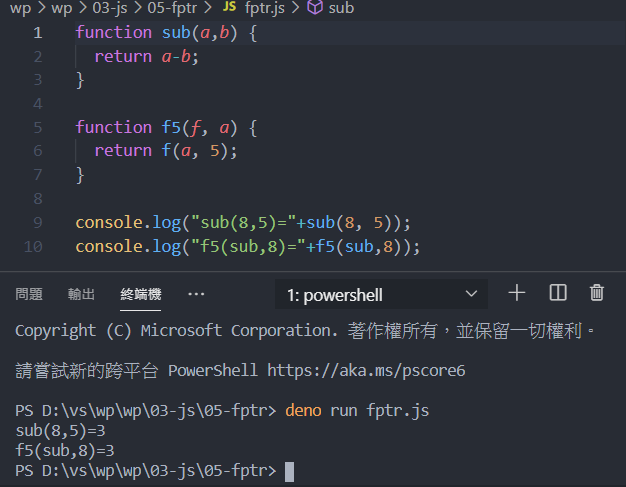 wp > wp > 03-js > 05-fptr > JS fptr.js > sub
1 function sub(a,b) {
2 return a-b;
3 }
4
5 function f5(f, a) {
6 return f(a, 5);
7 }
8
9 console.log("sub(8,5)="+sub(8, 5));
10 console.log("f5(sub,8)="+f5(sub,8));
問題 輸出 終端機 ··· 1: powershell
Copyright (C) Microsoft Corporation. 著作權所有，並保留一切權利。
請嘗試新的跨平台 PowerShell https://aka.ms/pscore6
PS D:\vs\wp\wp\03-js\05-fptr> deno run fptr.js
sub(8,5)=3
f5(sub,8)=3
PS D:\vs\wp\wp\03-js\05-fptr>